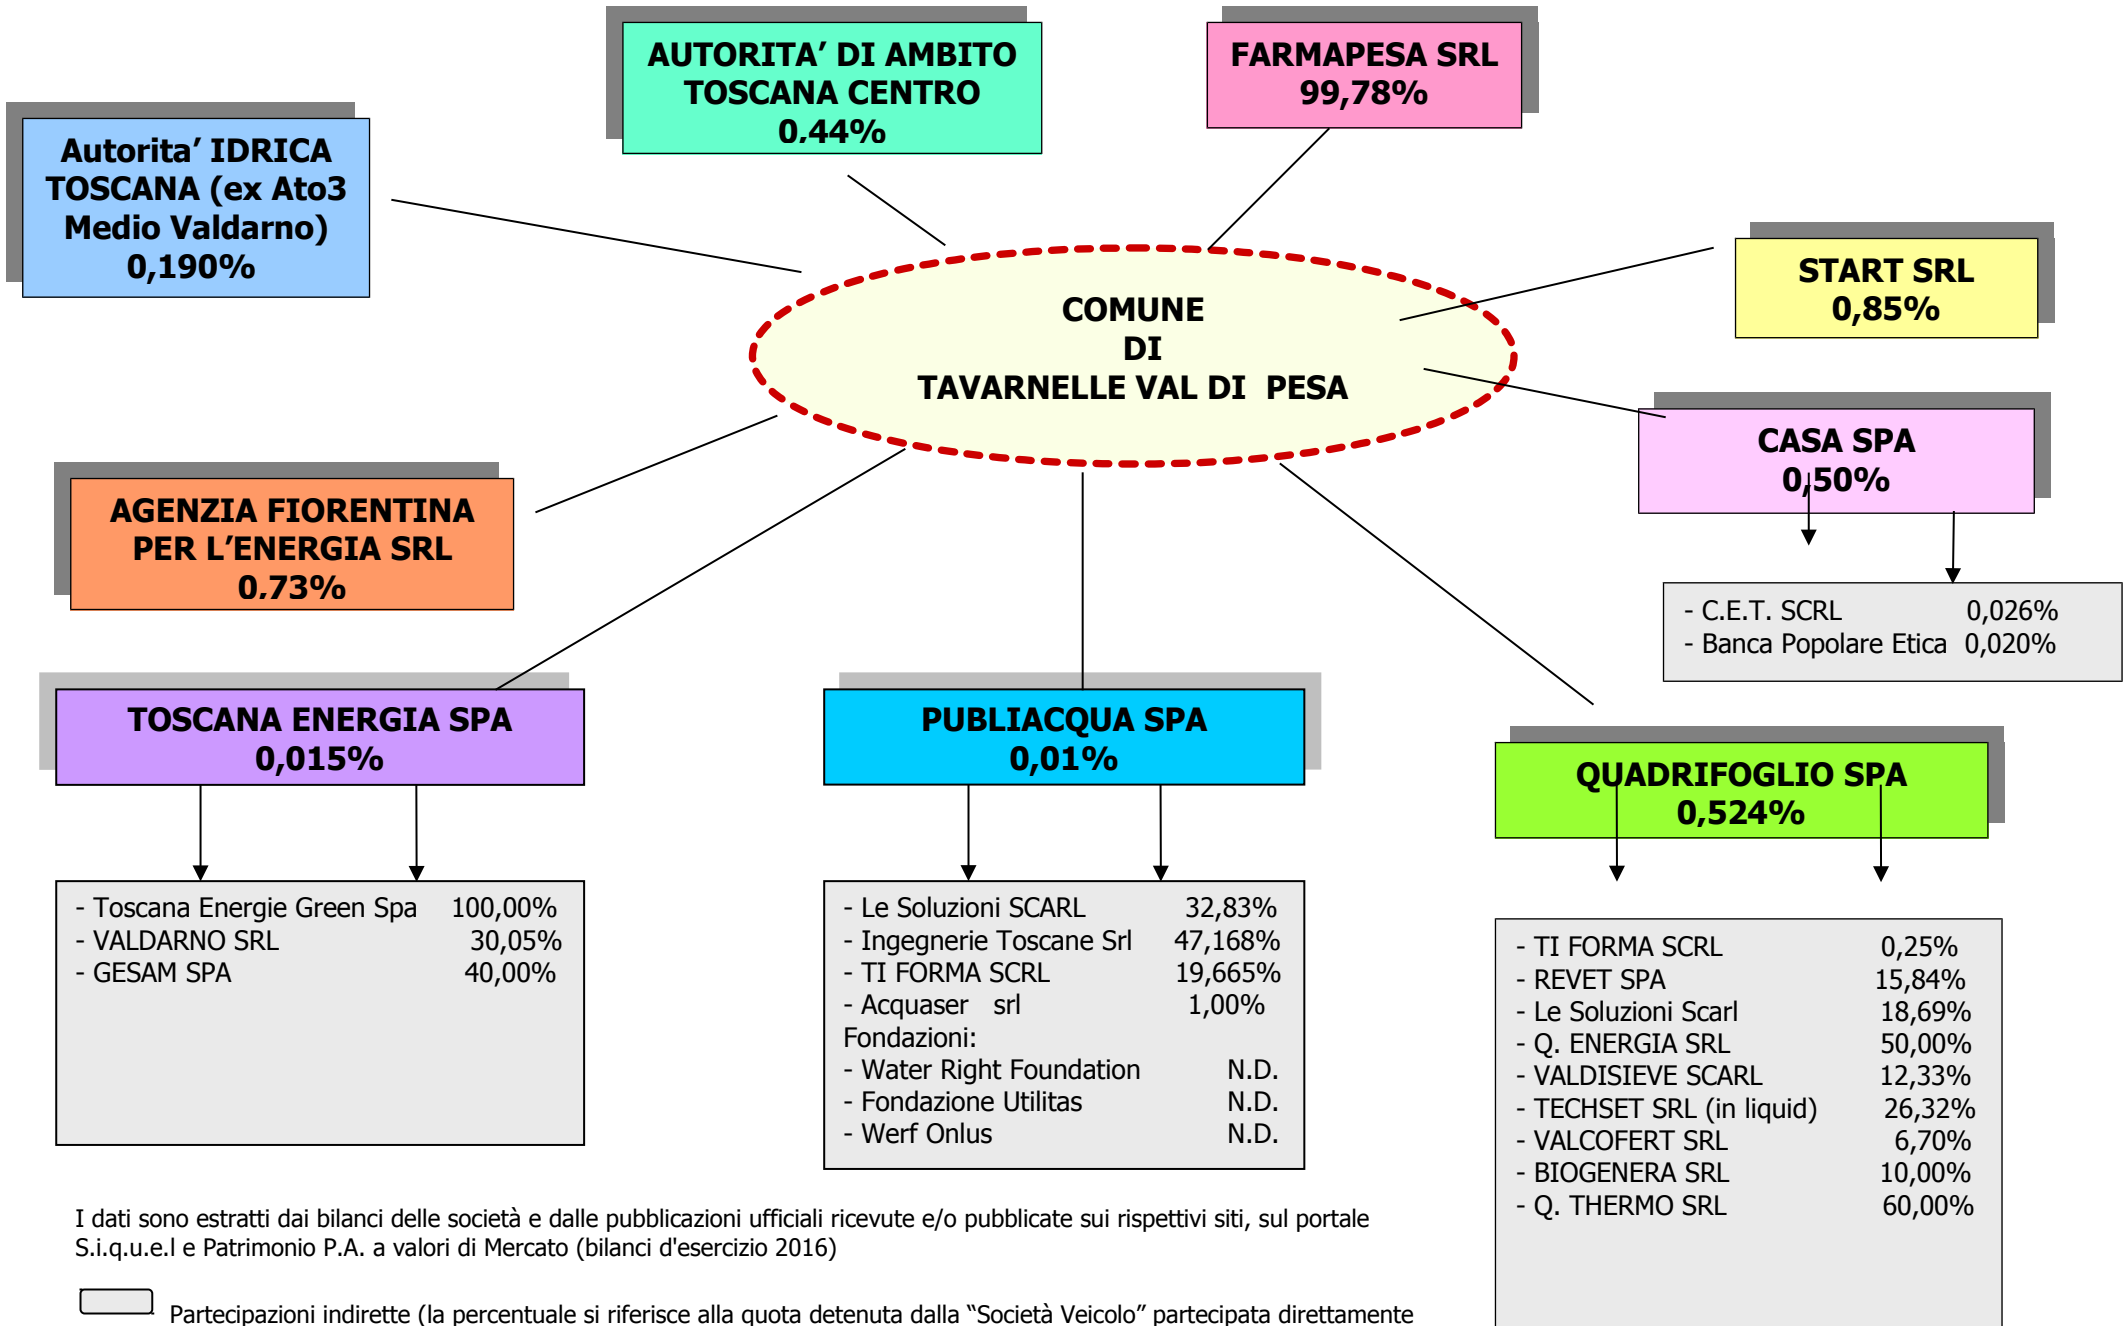 AUTORITA’ DI AMBITO
TOSCANA CENTRO
0,44%
FARMAPESA SRL
99,78%
Autorita’ IDRICA
TOSCANA (ex Ato3
Medio Valdarno)
0,190%
START SRL
0,85%
COMUNE
DI
TAVARNELLE VAL DI PESA
CASA SPA
0,50%
AGENZIA FIORENTINA
PER L’ENERGIA SRL
0,73%
- C.E.T. SCRL 0,026%
- Banca Popolare Etica 0,020%
TOSCANA ENERGIA SPA
0,015%
PUBLIACQUA SPA
0,01%
QUADRIFOGLIO SPA
0,524%
- Toscana Energie Green Spa 100,00%
- VALDARNO SRL 30,05%
- GESAM SPA 40,00%
- Le Soluzioni SCARL 32,83%
- Ingegnerie Toscane Srl 47,168%
- TI FORMA SCRL 19,665%
- Acquaser srl 1,00%
Fondazioni:
- Water Right Foundation N.D.
- Fondazione Utilitas N.D.
- Werf Onlus N.D.
- TI FORMA SCRL 0,25%
- REVET SPA 15,84%
- Le Soluzioni Scarl 18,69%
- Q. ENERGIA SRL 50,00%
- VALDISIEVE SCARL 12,33%
- TECHSET SRL (in liquid) 26,32%
- VALCOFERT SRL 6,70%
- BIOGENERA SRL 10,00%
- Q. THERMO SRL 60,00%
I dati sono estratti dai bilanci delle società e dalle pubblicazioni ufficiali ricevute e/o pubblicate sui rispettivi siti, sul portale
S.i.q.u.e.l e Patrimonio P.A. a valori di Mercato (bilanci d'esercizio 2016)
Partecipazioni indirette (la percentuale si riferisce alla quota detenuta dalla “Società Veicolo” partecipata direttamente